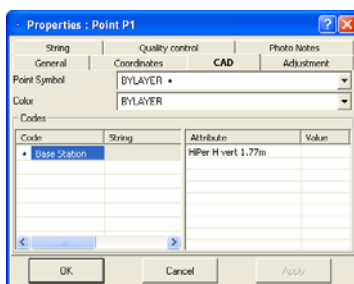 Properties : Point P1
String Quality control Photo Notes
General Coordinates CAD Adjustment
Point Symbol BYLAYER
Color BYLAYER
Codes
Code String Attribute Value
Base Station HiPer H vert 1.77m
OK Cancel Apply